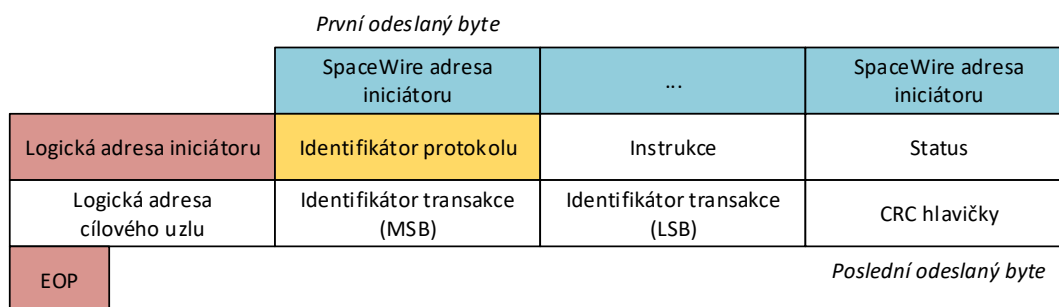 První odeslaný byte
SpaceWire adresa
iniciátoru
...
SpaceWire adresa
iniciátoru
Logická adresa iniciátoru
Identifikátor protokolu
Instrukce
Status
Logická adresa
cílového uzlu
Identifikátor transakce
(MSB)
Identifikátor transakce
(LSB)
CRC hlavičky
EOP
Poslední odeslaný byte